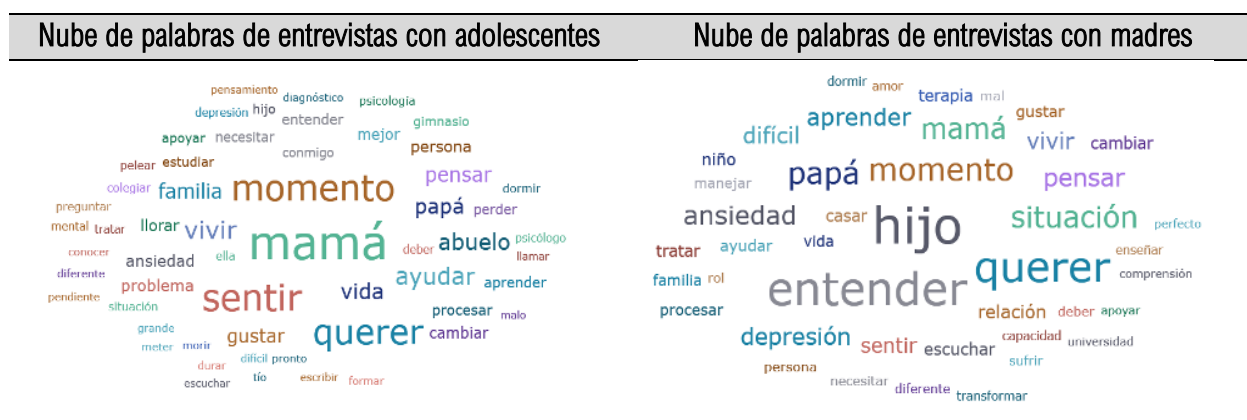 Nube de palabras de entrevistas con adolescentes
Nube de palabras de entrevistas con madres
pensamiento diagnóstico psicología
depresión hijo entender gimnasio
apoyar necesitar mejor persona
conmigo
pelear estudiar pensar
colegiar familia momento dormir
preguntar papá perder
mental tratar llorar vivir mamá deber abuelo psicólogo
conocer ansiedad ella llamar
diferente problema ayudar aprender
pendiente sentir vida
situación procesar malo
grande gustar querer cambiar
meter morir
difícil pronto
durar
escuchar tío escribir formar
dormir amor
terapia mal
aprender gustar
difícil mamá vivir cambiar
niño
manejar papá momento pensar
ansiedad casar hijo situación perfecto
tratar ayudar vida enseñar
familia rol entender querer comprensión
procesar relación deber apoyar
depresión sentir escuchar capacidad universidad
persona sufrir
necesitar diferente transformar